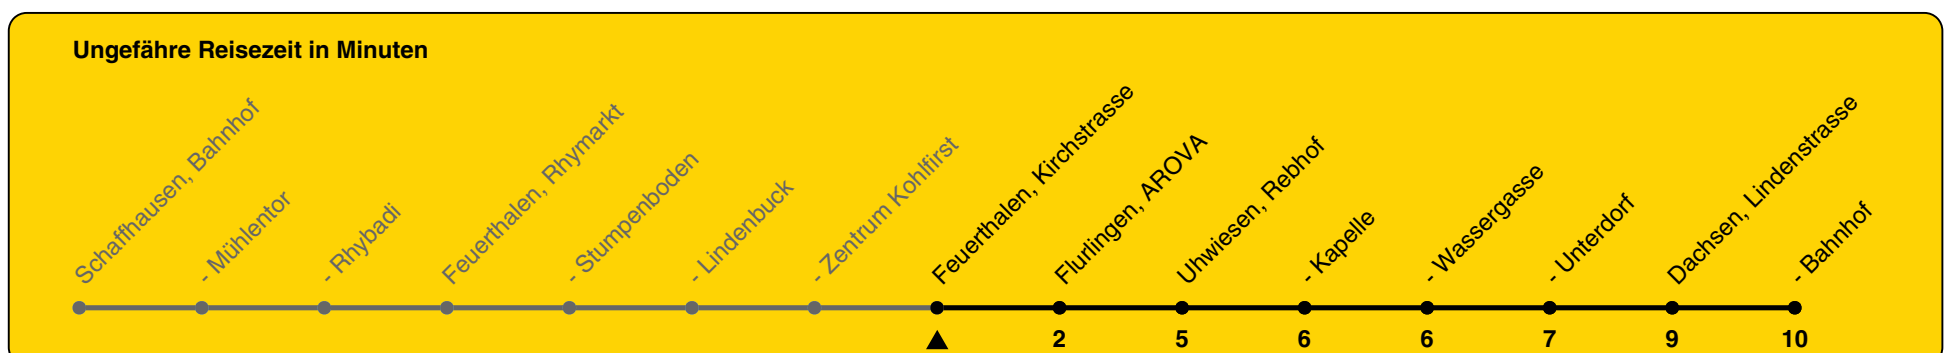 Ungefähre Reisezeit in Minuten
Schaffhausen, Bahnhof
- Mühlentor
- Rhybadi
Feuerthalen, Rhymarkt
- Stumpenboden
- Lindenbuck
- Zentrum Kohlfirst
Feuerthalen, Kirchstrasse
Flurlingen, AROVA
Uhwiesen, Rebhof
- Kapelle
- Wassergasse
- Unterdorf
Dachsen, Lindenstrasse
- Bahnhof
2 5 6 6 7 9 10